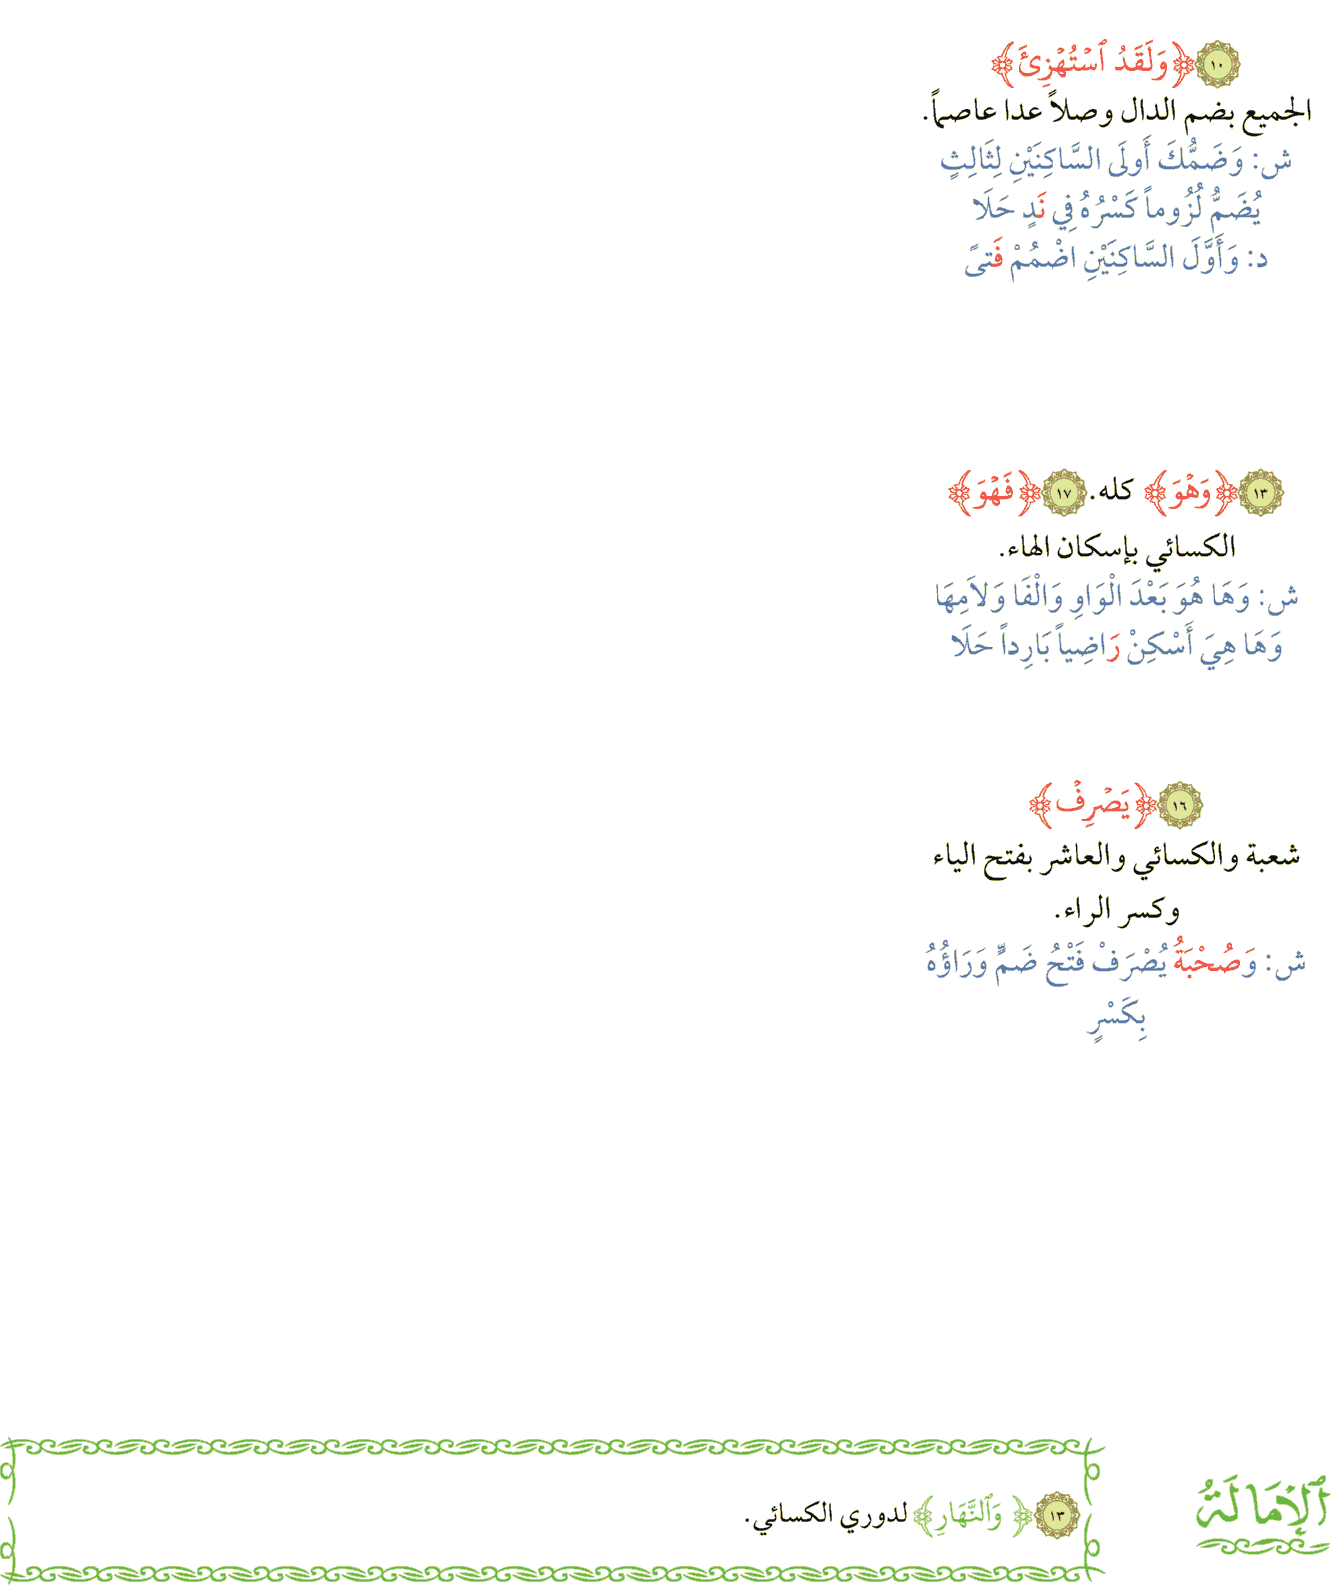 ١٠ ﴿وَلَقَدُ ٱسۡتُهۡزِئَ﴾
الجميع بضم الدال وصلاً عدا عاصماً.
ش: وَضَمُّكَ أَولَى السَّاكِنَيْنِ لِثَالِثٍ
يُضَمُّ لُزُوماً كَسْرُهُ فِي نَدٍ حَلَا
د: وَأَوَّلَ السَّاكِنَيْنِ اضْمُمْ فَتىً
١٣ ﴿وَهۡوَ﴾ كله. ١٧ ﴿فَهۡوَ﴾
الكسائي بإسكان الهاء.
ش: وَهَا هُوَ بَعْدَ الْوَاوِ وَالْفَا وَلاَمِهَا
وَهَا هِيَ أَسْكِنْ رَاضِياً بَارِداً حَلَا
١٦ ﴿يَصۡرِفۡ﴾
شعبة والكسائي والعاشر بفتح الياء
وكسر الراء.
ش: وَصُحْبَةُ يُصْرَفْ فَتْحُ ضَمٍّ وَرَاؤُهُ
بِكَسْرٍ
ٱلإِمَالَةُ
١٣ ﴿وَٱلنَّهَارِ﴾ لدوري الكسائي.